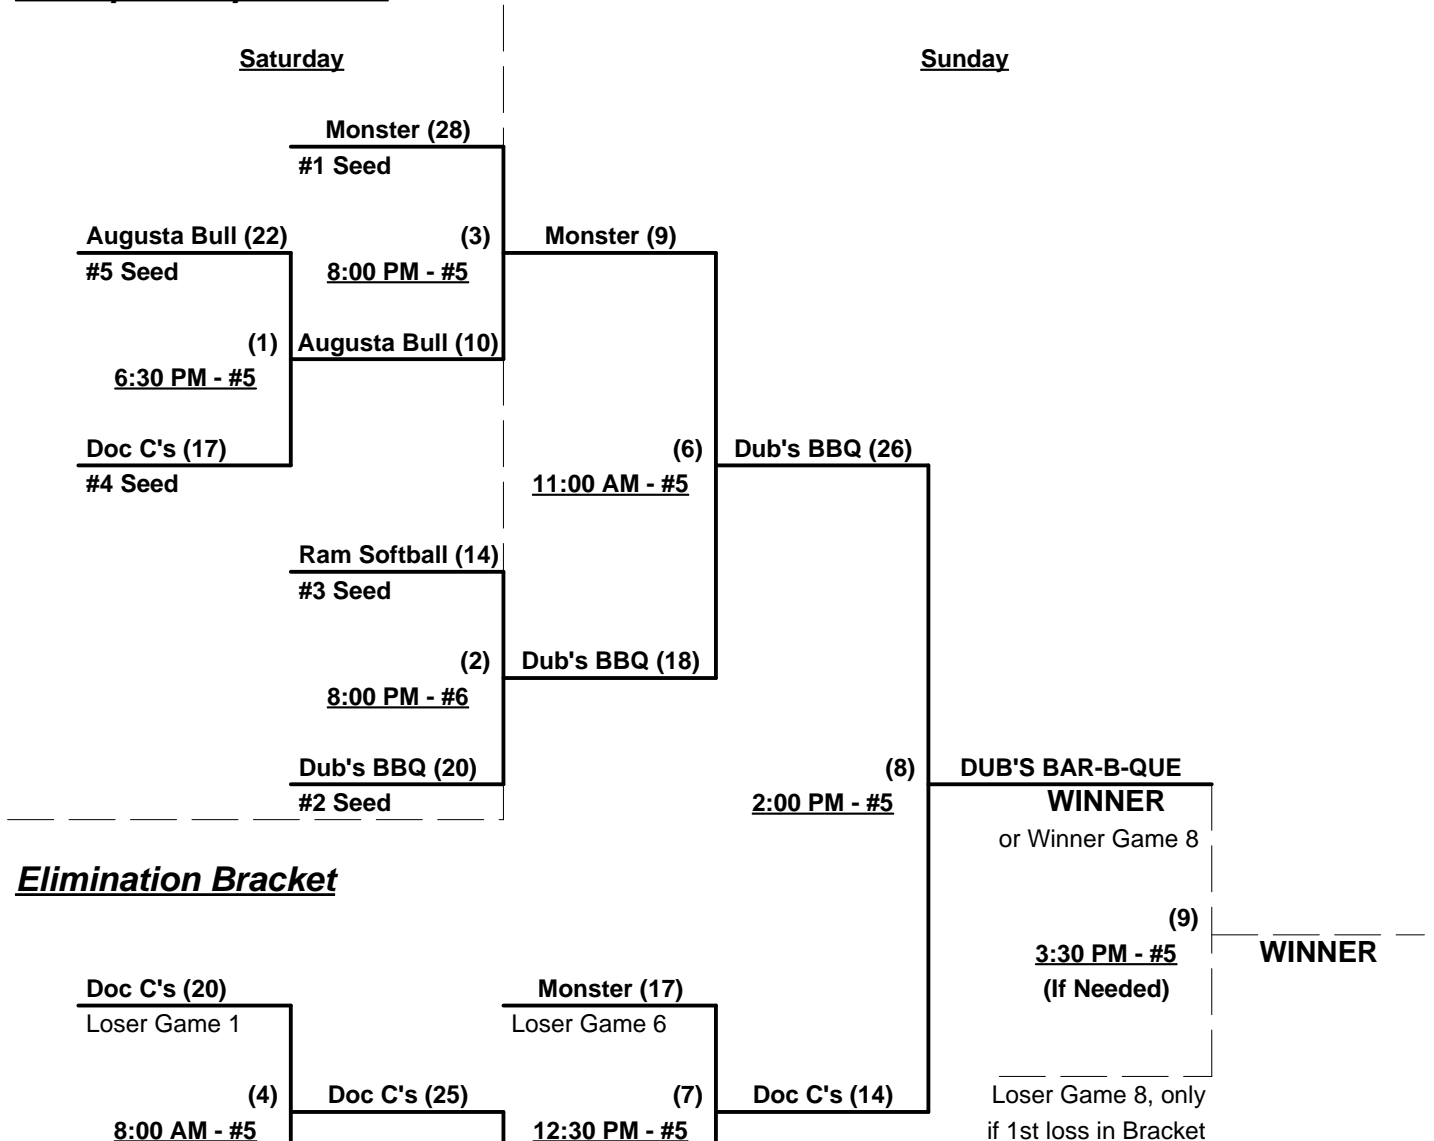 Saturday
Sunday
Monster (28)
#1 Seed
Augusta Bull (22)
(3)
Monster (9)
#5 Seed
8:00 PM - #5
(1)
Augusta Bull (10)
6:30 PM - #5
Doc C's (17)
(6)
Dub's BBQ (26)
#4 Seed
11:00 AM - #5
Ram Softball (14)
#3 Seed
(2)
Dub's BBQ (18)
8:00 PM - #6
Dub's BBQ (20)
(8)
DUB'S BAR-B-QUE
#2 Seed
2:00 PM - #5
WINNER
or Winner Game 8
Elimination Bracket
(9)
3:30 PM - #5
WINNER
(If Needed)
Doc C's (20)
Monster (17)
Loser Game 1
Loser Game 6
(4)
Doc C's (25)
(7)
Doc C's (14)
Loser Game 8, only
8:00 AM - #5
12:30 PM - #5
if 1st loss in Bracket